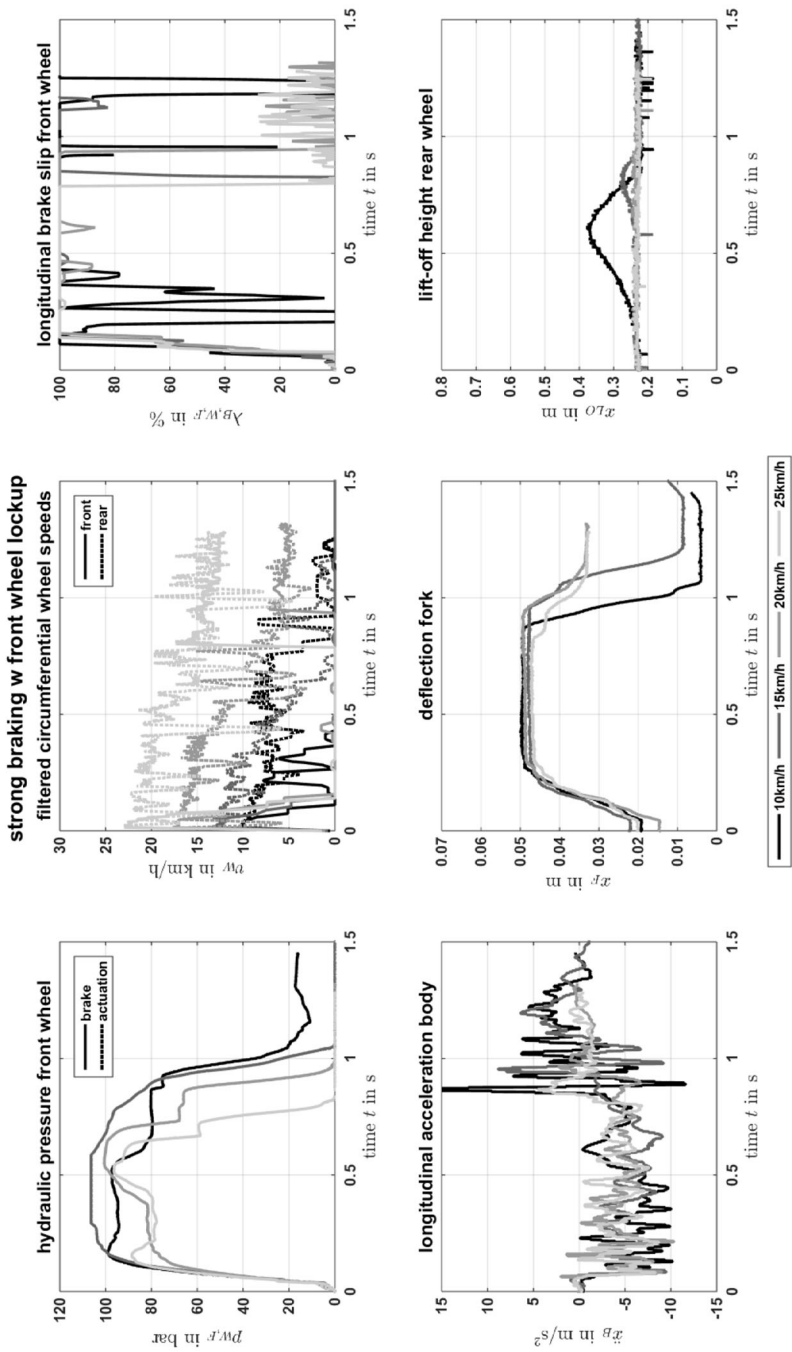 strong braking w front wheel lockup
hydraulic pressure front wheel
120
100
80
60
40
20
0
p_{W,F} in bar
brake
actuation
0
0.5
1
1.5
time t in s
filtered circumferential wheel speeds
30
25
20
15
10
5
0
v_W in km/h
front
rear
0
0.5
1
1.5
time t in s
longitudinal brake slip front wheel
100
80
60
40
20
0
λ_{B,W,F} in %
0
0.5
1
1.5
time t in s
longitudinal acceleration body
15
10
5
0
-5
-10
-15
ẍ_B in m/s²
0
0.5
1
1.5
time t in s
deflection fork
0.07
0.06
0.05
0.04
0.03
0.02
0.01
0
x_F in m
0
0.5
1
1.5
time t in s
lift-off height rear wheel
0.8
0.7
0.6
0.5
0.4
0.3
0.2
0.1
0
x_{LO} in m
0
0.5
1
1.5
time t in s
10km/h 15km/h 20km/h 25km/h